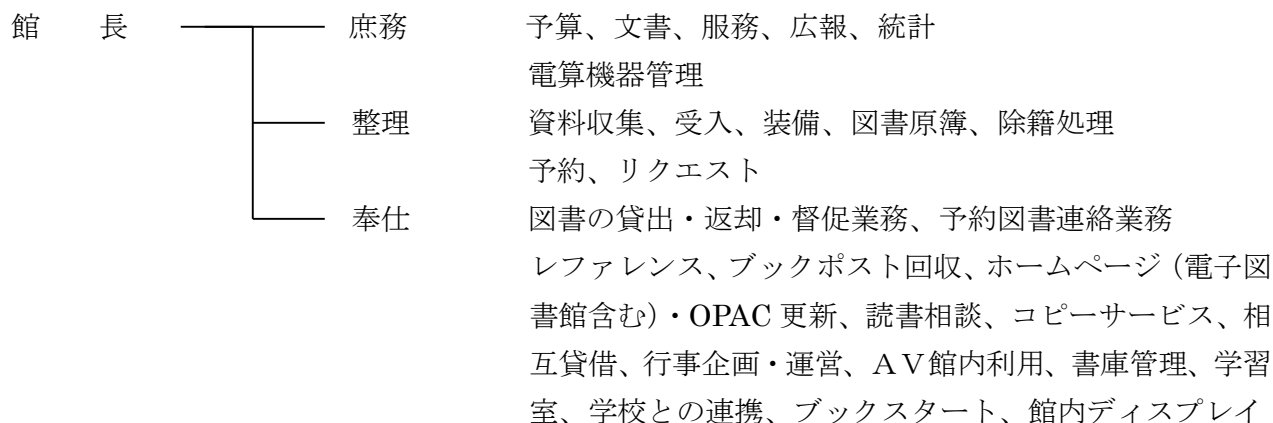 館　長　庶務　予算、文書、服務、広報、統計
電算機器管理
整理　資料収集、受入、装備、図書原簿、除籍処理
予約、リクエスト
奉仕　図書の貸出・返却・督促業務、予約図書連絡業務
レファレンス、ブックポスト回収、ホームページ（電子図
書館含む）・OPAC 更新、読書相談、コピーサービス、相
互貸借、行事企画・運営、ＡＶ館内利用、書庫管理、学習
室、学校との連携、ブックスタート、館内ディスプレイ